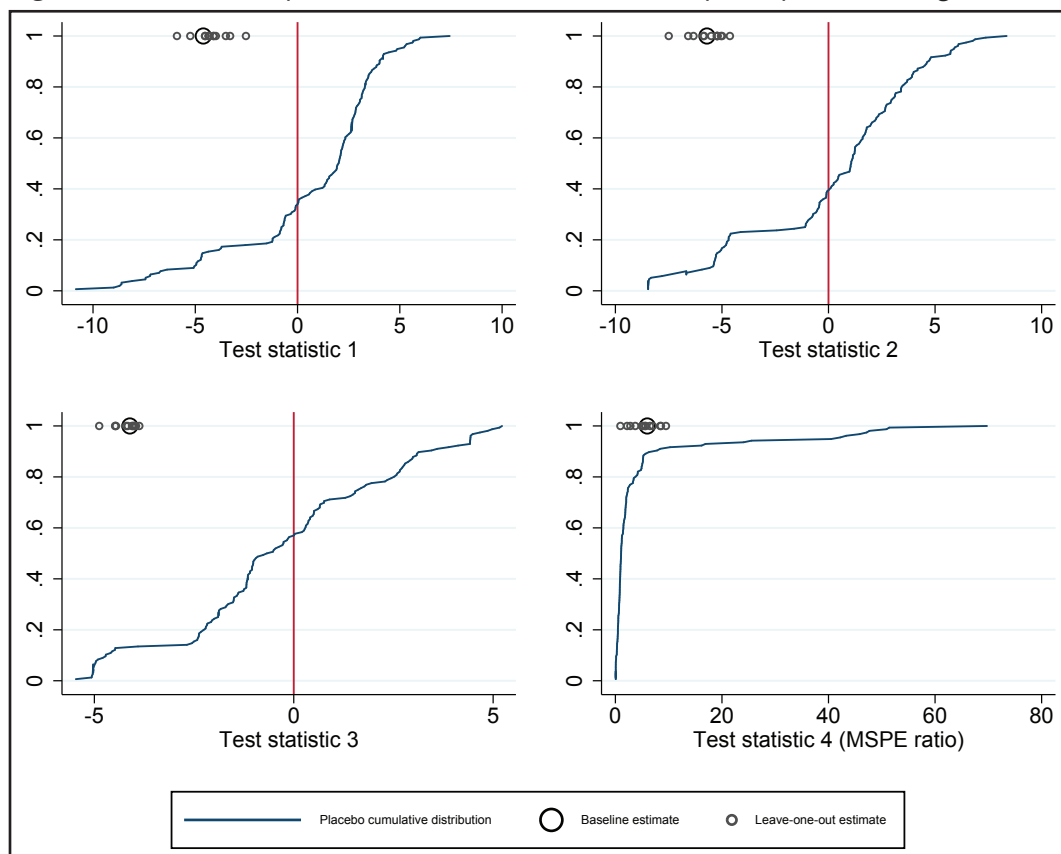 0 .2 .4 .6 .8 1
-10 -5 0 5 10
Test statistic 1
0 .2 .4 .6 .8 1
-10 -5 0 5 10
Test statistic 2
0 .2 .4 .6 .8 1
-5 0 5
Test statistic 3
0 .2 .4 .6 .8 1
0 20 40 60 80
Test statistic 4 (MSPE ratio)
Placebo cumulative distribution
Baseline estimate
Leave-one-out estimate